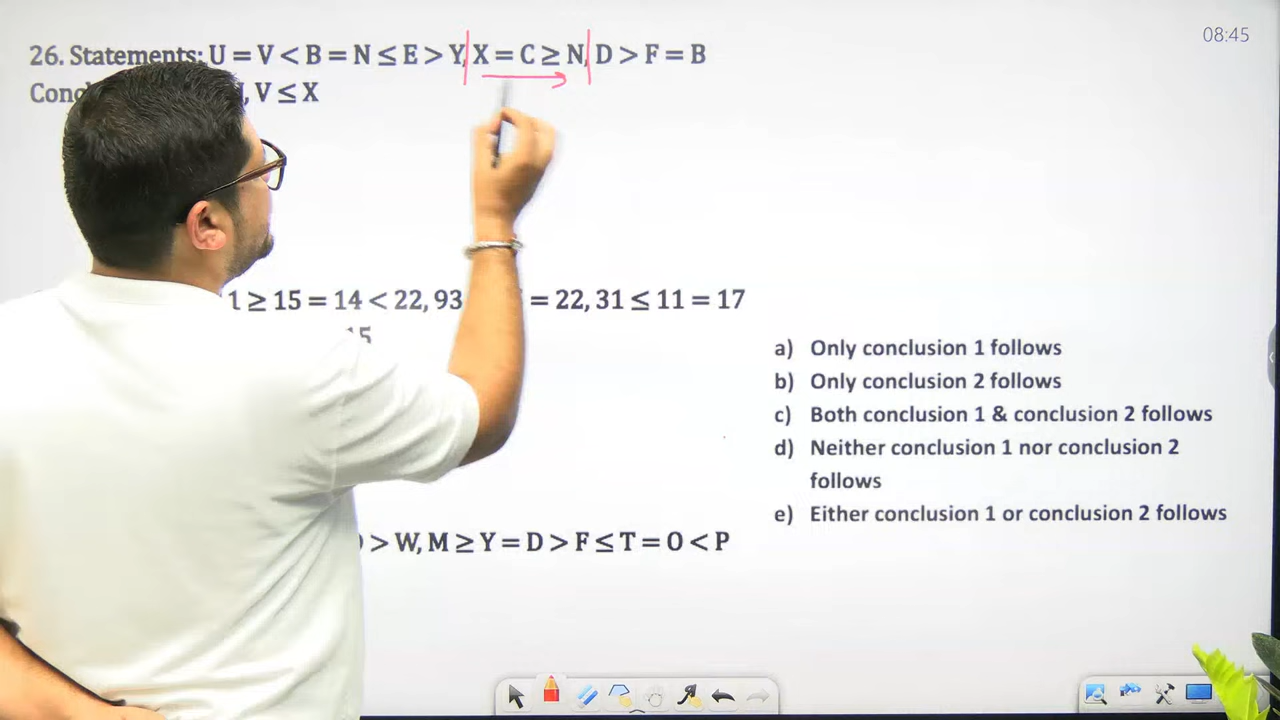 08:45
26. Statements: U = V < B = N ≤ E > Y, X = C ≥ N, D > F = B
, V ≤ X
≥ 15 = 14 < 22, 93 = 22, 31 ≤ 11 = 17
15
a) Only conclusion 1 follows
b) Only conclusion 2 follows
c) Both conclusion 1 & conclusion 2 follows
d) Neither conclusion 1 nor conclusion 2
follows
e) Either conclusion 1 or conclusion 2 follows
> W, M ≥ Y = D > F ≤ T = O < P